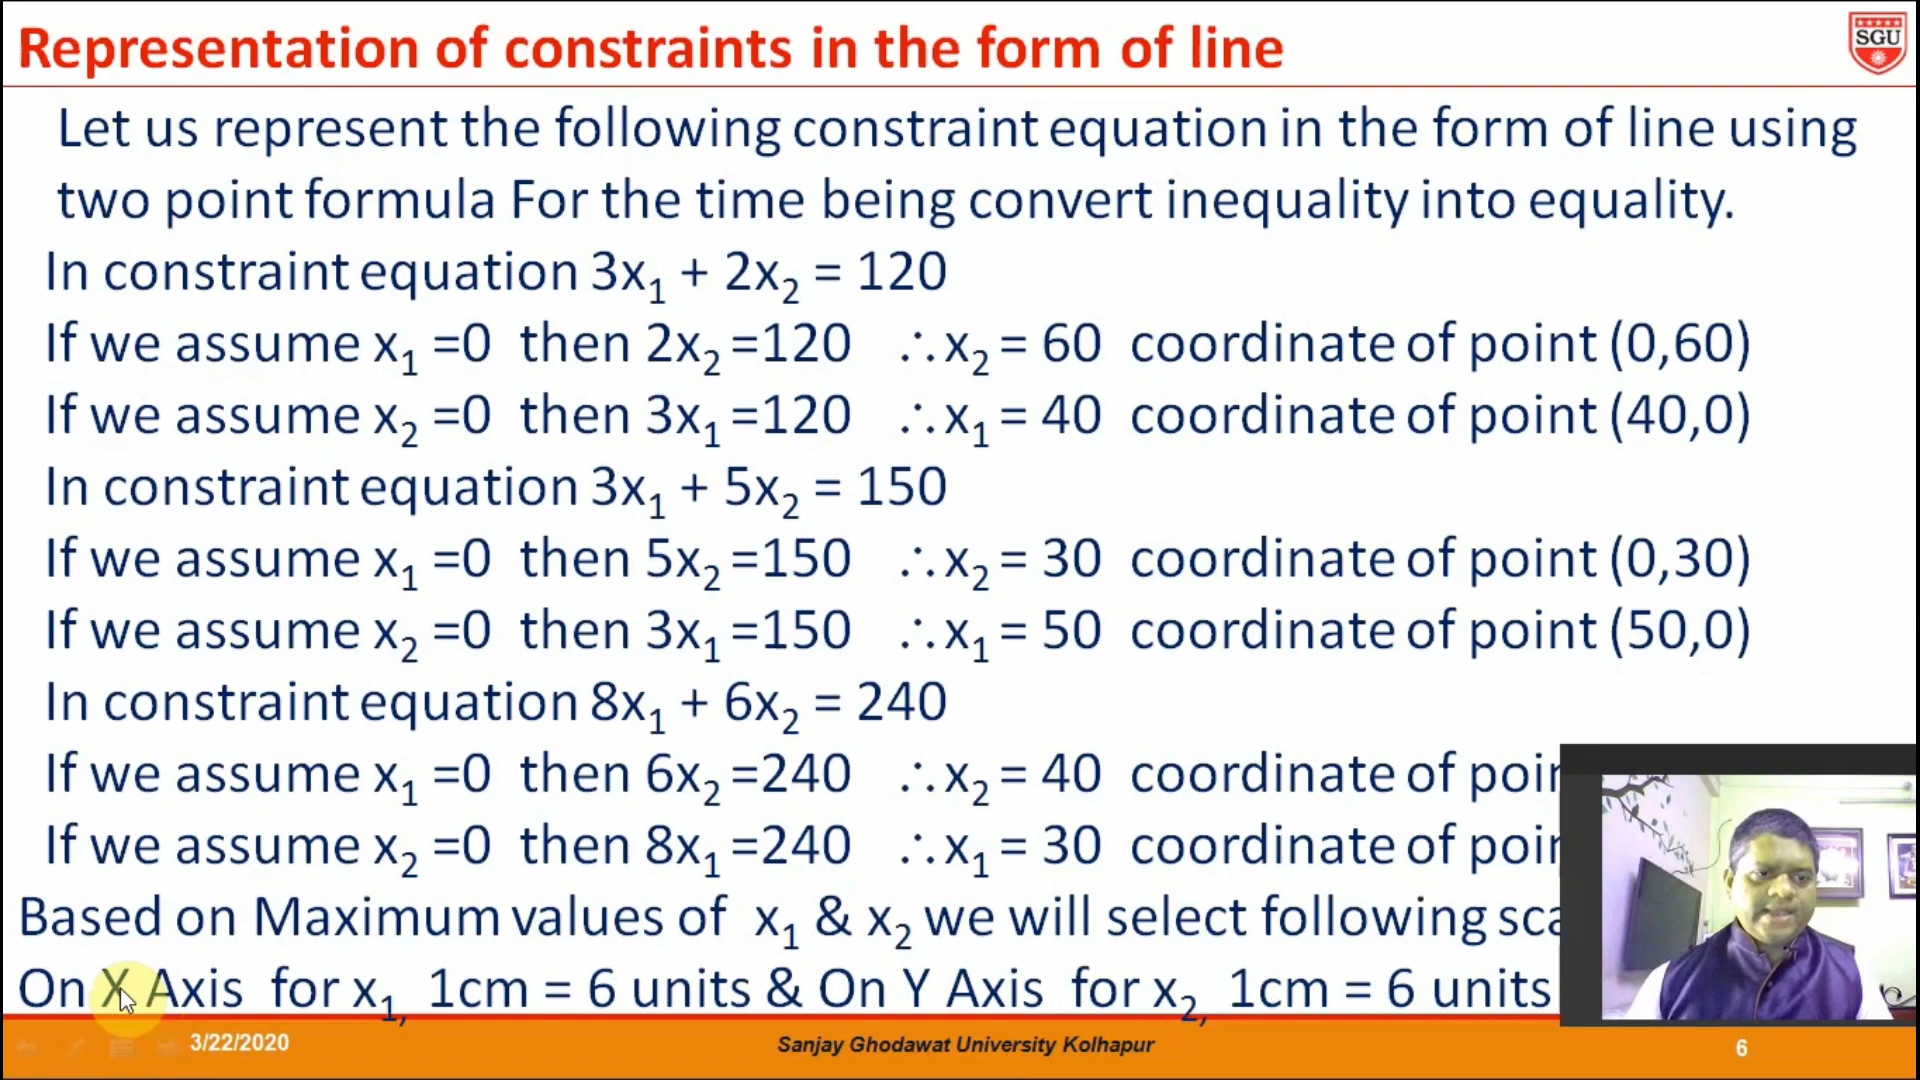 Representation of constraints in the form of line
SGU
Let us represent the following constraint equation in the form of line using
two point formula For the time being convert inequality into equality.
In constraint equation 3x₁ + 2x₂ = 120
If we assume x₁ =0 then 2x₂ =120 ∴x₂ = 60 coordinate of point (0,60)
If we assume x₂ =0 then 3x₁ =120 ∴x₁ = 40 coordinate of point (40,0)
In constraint equation 3x₁ + 5x₂ = 150
If we assume x₁ =0 then 5x₂ =150 ∴x₂ = 30 coordinate of point (0,30)
If we assume x₂ =0 then 3x₁ =150 ∴x₁ = 50 coordinate of point (50,0)
In constraint equation 8x₁ + 6x₂ = 240
If we assume x₁ =0 then 6x₂ =240 ∴x₂ = 40 coordinate of
If we assume x₂ =0 then 8x₁ =240 ∴x₁ = 30 coordinate of
Based on Maximum values of x₁ & x₂ we will select following
On X Axis for x₁, 1cm = 6 units & On Y Axis for x₂, 1cm = 6 units
3/22/2020
Sanjay Ghodawat University Kolhapur
6